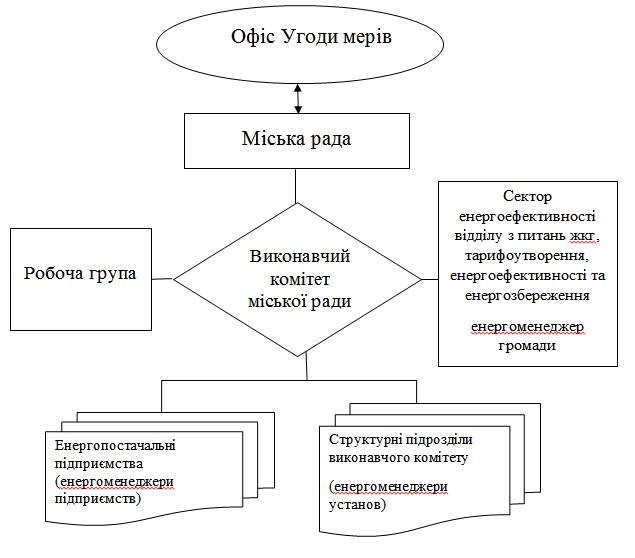 Офіс Угоди мерів
Міська рада
Робоча група
Виконавчий
комітет
міської ради
Сектор
енергоефективності
відділу з питань жкг,
тарифоутворення,
енергоефективності та
енергозбереження
енергоменеджер
громади
Енергопостачальні
підприємства
(енергоменеджери
підприємств)
Структурні підрозділи
виконавчого комітету
(енергоменеджери
установ)